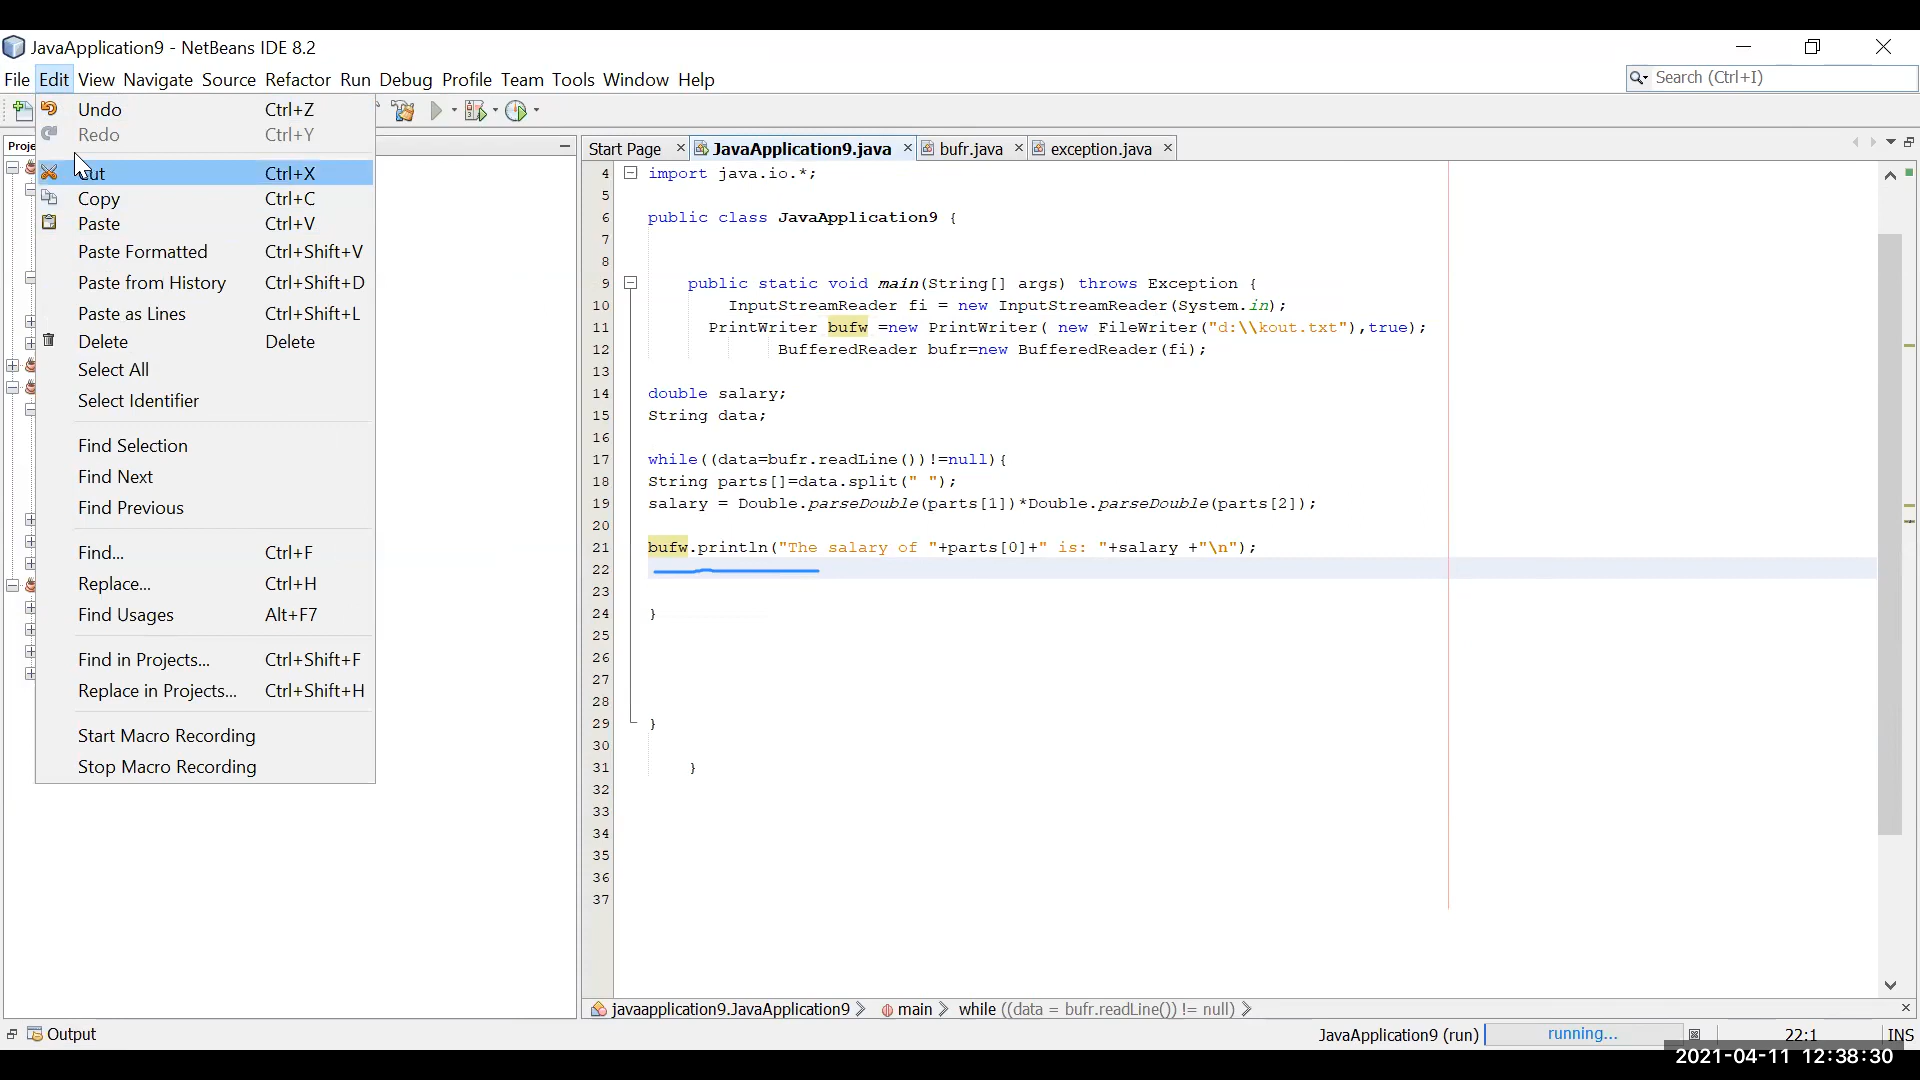 JavaApplication9 - NetBeans IDE 8.2
File Edit View Navigate Source Refactor Run Debug Profile Team Tools Window Help
Search (Ctrl+I)
Undo Ctrl+Z
Redo Ctrl+Y
Proje
Cut Ctrl+X
Copy Ctrl+C
Paste Ctrl+V
Paste Formatted Ctrl+Shift+V
Paste from History Ctrl+Shift+D
Paste as Lines Ctrl+Shift+L
Delete Delete
Select All
Select Identifier
Find Selection
Find Next
Find Previous
Find... Ctrl+F
Replace... Ctrl+H
Find Usages Alt+F7
Find in Projects... Ctrl+Shift+F
Replace in Projects... Ctrl+Shift+H
Start Macro Recording
Stop Macro Recording
Start Page JavaApplication9.java bufr.java exception.java
4 import java.io.*;
5
6 public class JavaApplication9 {
7
8
9 public static void main(String[] args) throws Exception {
10 InputStreamReader fi = new InputStreamReader(System.in);
11 PrintWriter bufw =new PrintWriter( new FileWriter("d:\\kout.txt"),true);
12 BufferedReader bufr=new BufferedReader(fi);
13
14 double salary;
15 String data;
16
17 while((data=bufr.readLine())!=null){
18 String parts[]=data.split(" ");
19 salary = Double.parseDouble(parts[1])*Double.parseDouble(parts[2]);
20
21 bufw.println("The salary of "+parts[0]+" is: "+salary +"\n");
22
23
24 }
25
26
27
28
29 }
30
31 }
32
33
34
35
36
37
javaapplication9.JavaApplication9 main while ((data = bufr.readLine()) != null)
Output
JavaApplication9 (run) running... 22:1 INS
2021-04-11 12:38:30